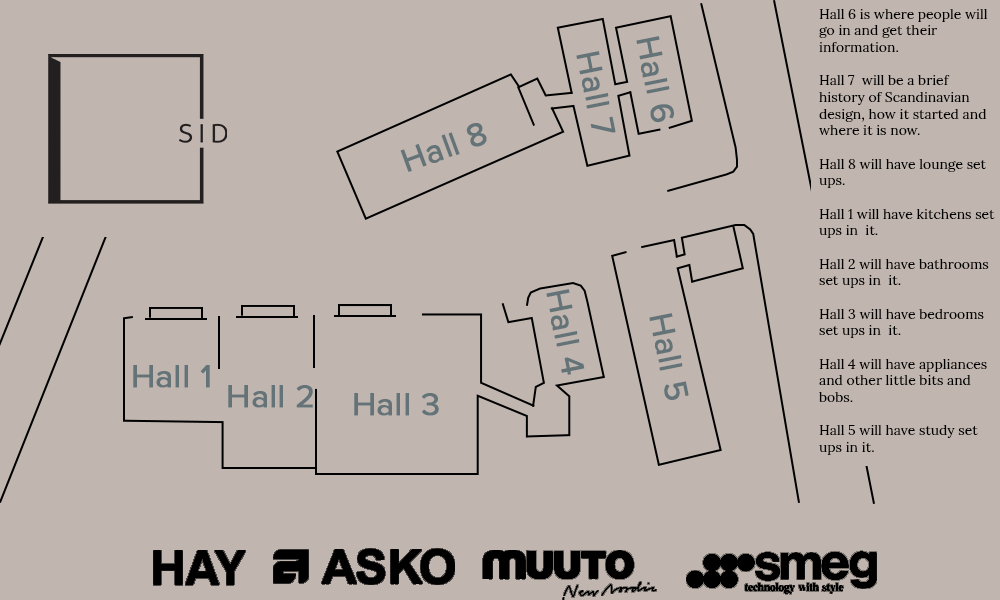 SID
Hall 8
Hall 7
Hall 6
Hall 1
Hall 2
Hall 3
Hall 4
Hall 5
Hall 6 is where people will
go in and get their
information.
Hall 7 will be a brief
history of Scandinavian
design, how it started and
where it is now.
Hall 8 will have lounge set
ups.
Hall 1 will have kitchens set
ups in it.
Hall 2 will have bathrooms
set ups in it.
Hall 3 will have bedrooms
set ups in it.
Hall 4 will have appliances
and other little bits and
bobs.
Hall 5 will have study set
ups in it.
HAY
ASKO
muuto
New Nordic
smeg
technology with style